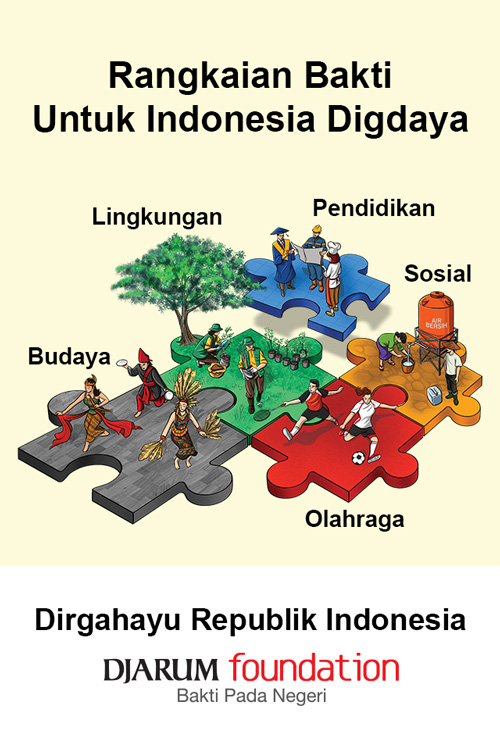 Rangkaian Bakti
Untuk Indonesia Digdaya
Lingkungan
Pendidikan
Sosial
AIR
BERSIH
Budaya
Olahraga
Dirgahayu Republik Indonesia
DJARUM foundation
Bakti Pada Negeri